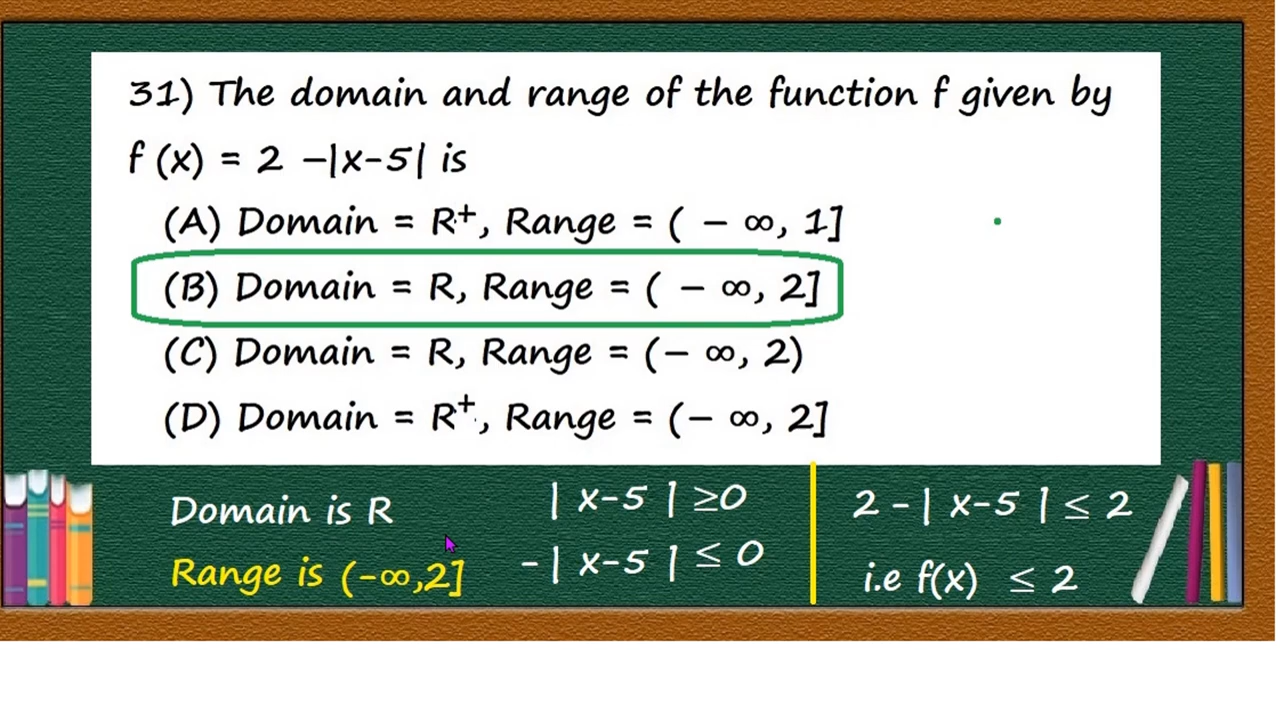 31) The domain and range of the function f given by
f (x) = 2 –|x-5| is
(A) Domain = R⁺, Range = ( – ∞, 1]
(B) Domain = R, Range = ( – ∞, 2]
(C) Domain = R, Range = (– ∞, 2)
(D) Domain = R⁺, Range = (– ∞, 2]
Domain is R
Range is (-∞,2]
| x-5 | ≥0
- | x-5 | ≤ 0
2 - | x-5 | ≤ 2
i.e f(x) ≤ 2